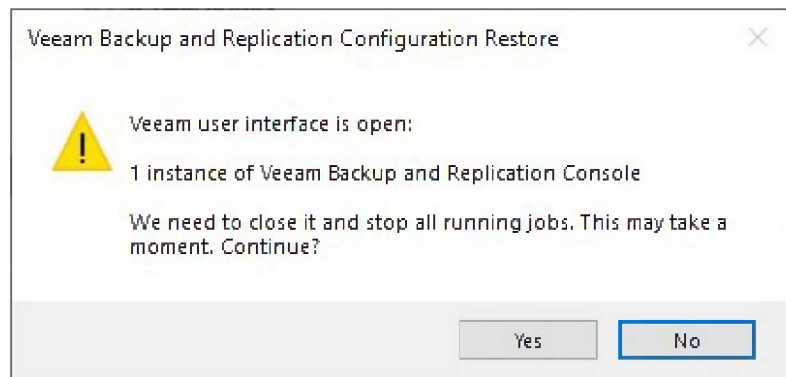 Veeam Backup and Replication Configuration Restore
Veeam user interface is open:
1 instance of Veeam Backup and Replication Console
We need to close it and stop all running jobs. This may take a
moment. Continue?
Yes
No